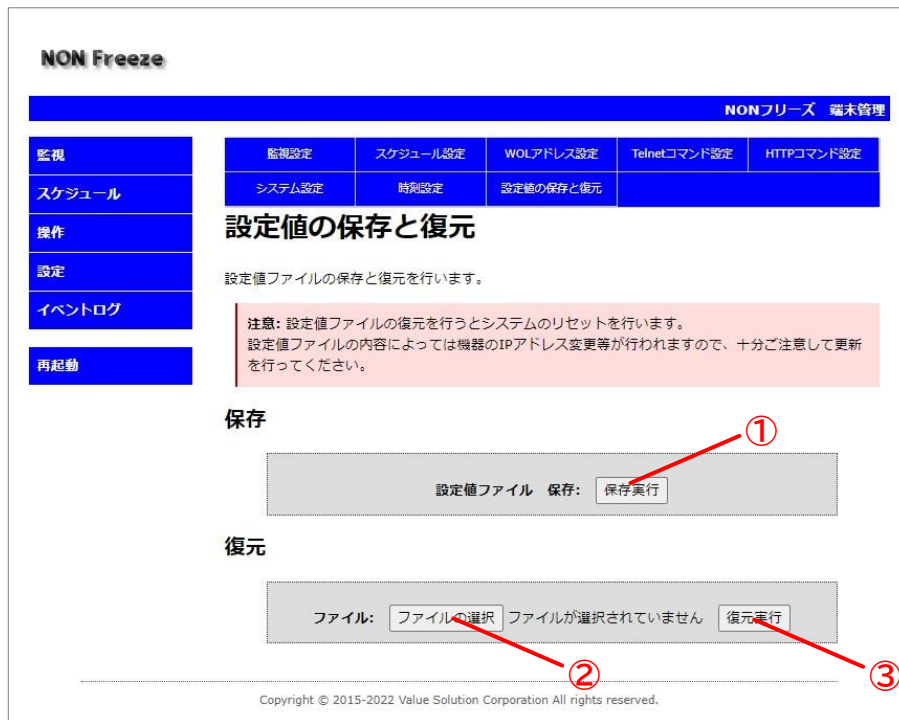 NON Freeze
NONフリーズ 端末管理
監視
スケジュール
操作
設定
イベントログ
再起動
監視設定 スケジュール設定 WOLアドレス設定 Telnetコマンド設定 HTTPコマンド設定
システム設定 時刻設定 設定値の保存と復元
設定値の保存と復元
設定値ファイルの保存と復元を行います。
注意: 設定値ファイルの復元を行うとシステムのリセットを行います。
設定値ファイルの内容によっては機器のIPアドレス変更等が行われますので、十分ご注意して更新
を行ってください。
保存
①
設定値ファイル 保存: 保存実行
復元
ファイル: ファイルの選択 ファイルが選択されていません 復元実行
②
③
Copyright © 2015-2022 Value Solution Corporation All rights reserved.